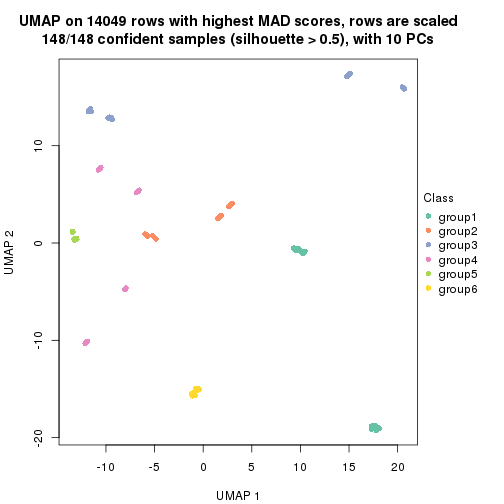 UMAP on 14049 rows with highest MAD scores, rows are scaled
148/148 confident samples (silhouette > 0.5), with 10 PCs
UMAP 2
10
0
-10
-20
-10
-5
0
5
10
15
20
UMAP 1
Class
group1
group2
group3
group4
group5
group6